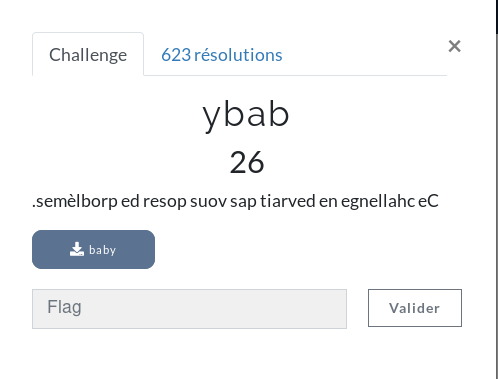 Challenge
623 résolutions
×
ybab
26
.semèlborp ed resop suov sap tiarved en egnellahc eC
baby
Flag
Valider